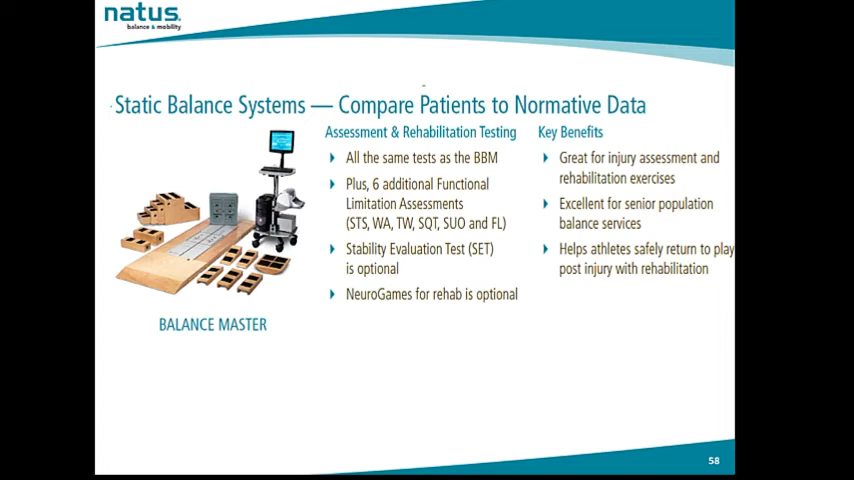 natus.
balance & mobility
Static Balance Systems — Compare Patients to Normative Data
Assessment & Rehabilitation Testing
All the same tests as the BBM
Plus, 6 additional Functional
Limitation Assessments
(STS, WA, TW, SQT, SUO and FL)
Stability Evaluation Test (SET)
is optional
NeuroGames for rehab is optional
Key Benefits
Great for injury assessment and
rehabilitation exercises
Excellent for senior population
balance services
Helps athletes safely return to play
post injury with rehabilitation
BALANCE MASTER
58